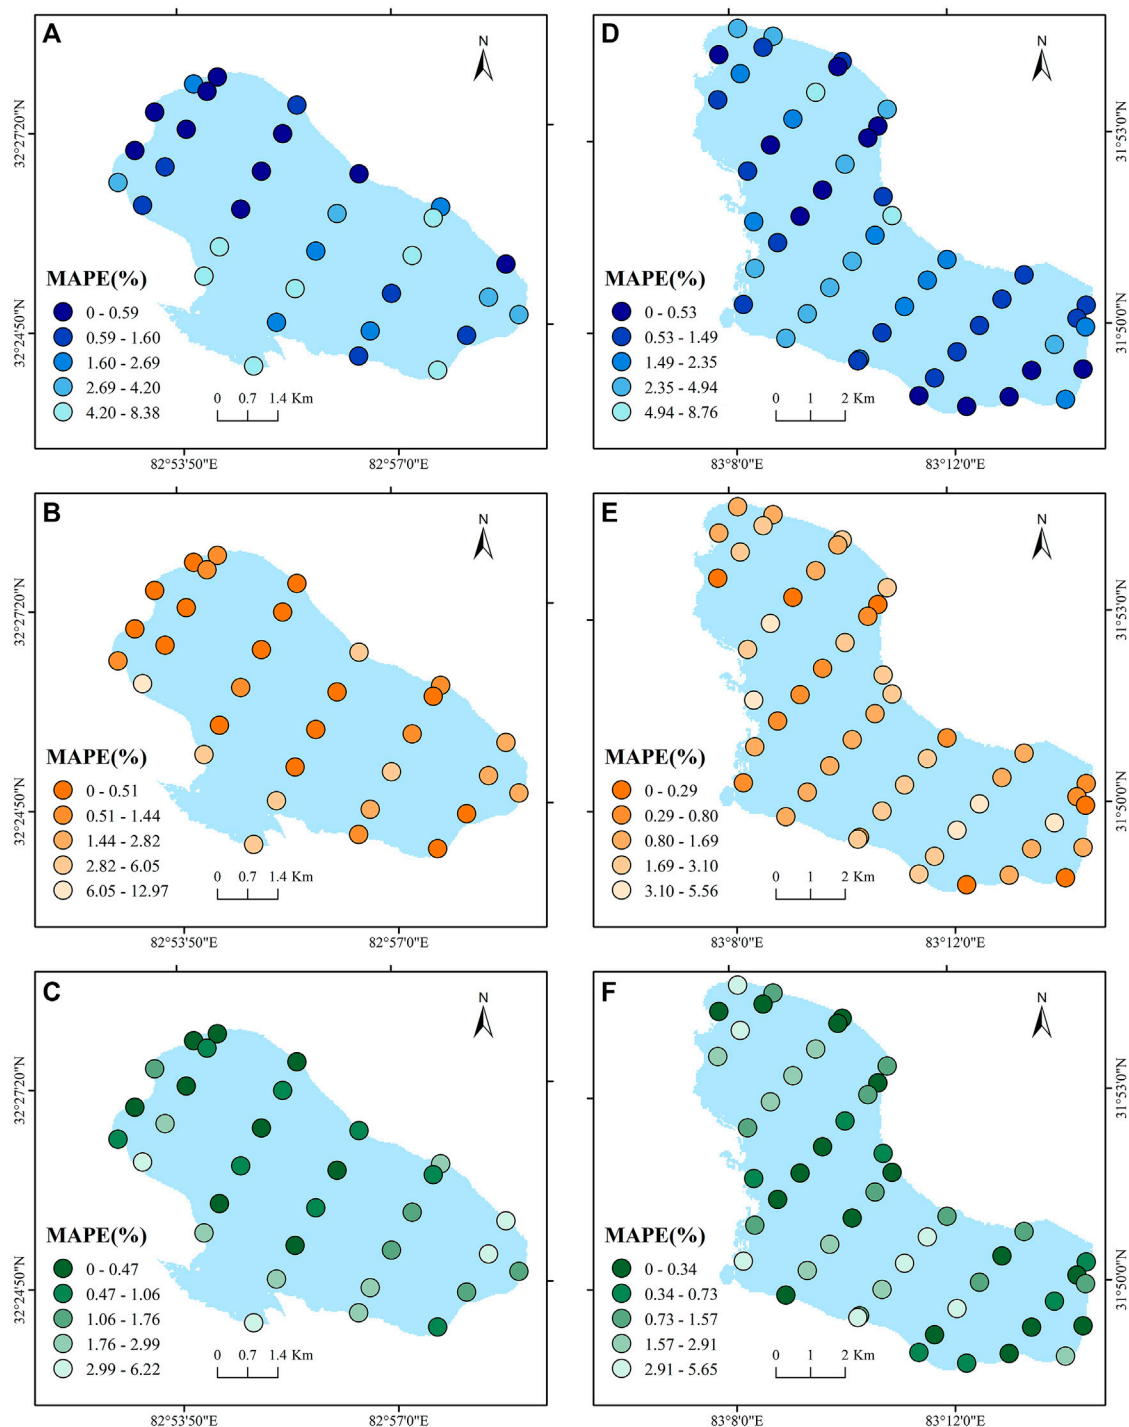 A
N
32°27'20"N
32°24'50"N
MAPE(%)
0 - 0.59
0.59 - 1.60
1.60 - 2.69
2.69 - 4.20
4.20 - 8.38
0 0.7 1.4 Km
82°53'50"E 82°57'0"E
D
N
31°53'0"N
31°50'0"N
MAPE(%)
0 - 0.53
0.53 - 1.49
1.49 - 2.35
2.35 - 4.94
4.94 - 8.76
0 1 2 Km
83°8'0"E 83°12'0"E
B
N
32°27'20"N
32°24'50"N
MAPE(%)
0 - 0.51
0.51 - 1.44
1.44 - 2.82
2.82 - 6.05
6.05 - 12.97
0 0.7 1.4 Km
82°53'50"E 82°57'0"E
E
N
31°53'0"N
31°50'0"N
MAPE(%)
0 - 0.29
0.29 - 0.80
0.80 - 1.69
1.69 - 3.10
3.10 - 5.56
0 1 2 Km
83°8'0"E 83°12'0"E
C
N
32°27'20"N
32°24'50"N
MAPE(%)
0 - 0.47
0.47 - 1.06
1.06 - 1.76
1.76 - 2.99
2.99 - 6.22
0 0.7 1.4 Km
82°53'50"E 82°57'0"E
F
N
31°53'0"N
31°50'0"N
MAPE(%)
0 - 0.34
0.34 - 0.73
0.73 - 1.57
1.57 - 2.91
2.91 - 5.65
0 1 2 Km
83°8'0"E 83°12'0"E